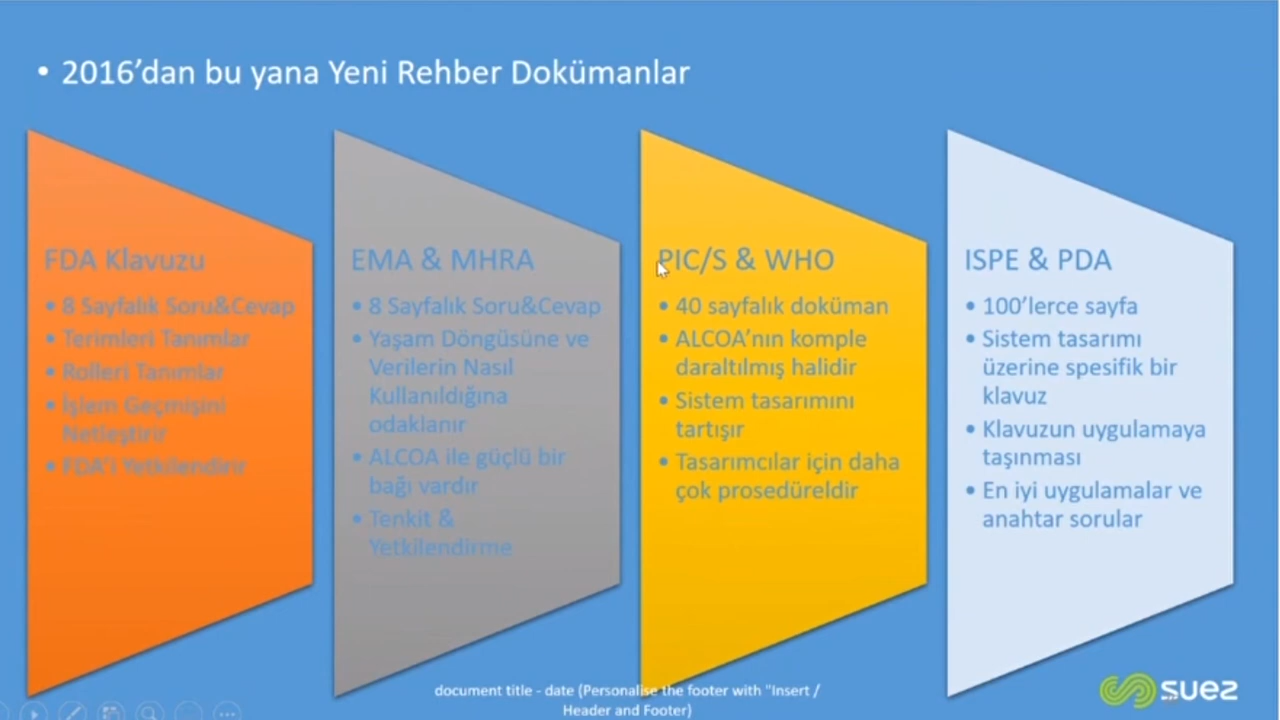 • 2016’dan bu yana Yeni Rehber Dokümanlar
FDA Klavuzu
• 8 Sayfalık Soru&Cevap
• Terimleri Tanımlar
• Rolleri Tanımlar
• İşlem Geçmişini
Netleştirir
• FDA’i Yetkilendirir
EMA & MHRA
• 8 Sayfalık Soru&Cevap
• Yaşam Döngüsüne ve
Verilerin Nasıl
Kullanıldığına
odaklanır
• ALCOA ile güçlü bir
bağı vardır
• Tenkit &
Yetkilendirme
PIC/S & WHO
• 40 sayfalık doküman
• ALCOA’nın komple
daraltılmış halidir
• Sistem tasarımını
tartışır
• Tasarımcılar için daha
çok prosedüreldir
ISPE & PDA
• 100’lerce sayfa
• Sistem tasarımı
üzerine spesifik bir
klavuz
• Klavuzun uygulamaya
taşınması
• En iyi uygulamalar ve
anahtar sorular
document title - date (Personalise the footer with "Insert /
Header and Footer)
suez